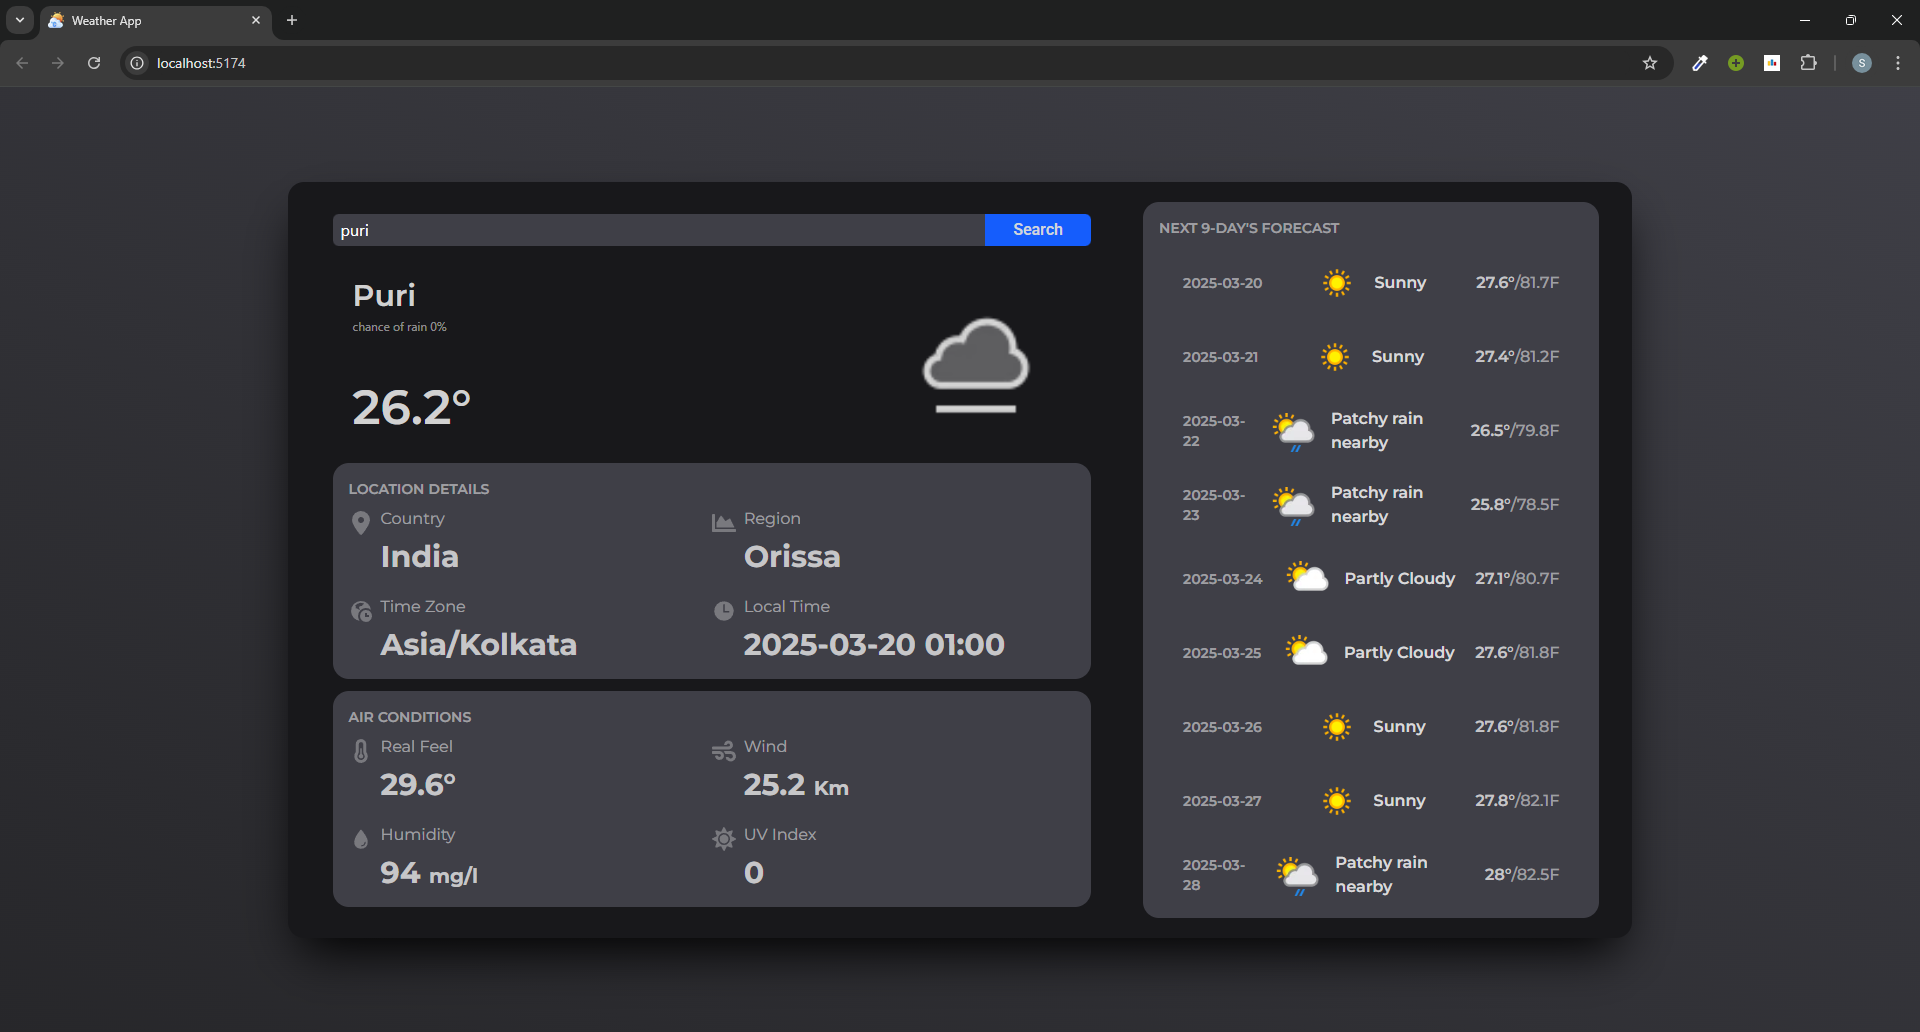 Weather App
localhost:5174
S
puri
Search
Puri
chance of rain 0%
26.2°
LOCATION DETAILS
Country
India
Region
Orissa
Time Zone
Asia/Kolkata
Local Time
2025-03-20 01:00
AIR CONDITIONS
Real Feel
29.6°
Wind
25.2 Km
Humidity
94 mg/l
UV Index
0
NEXT 9-DAY'S FORECAST
2025-03-20 Sunny 27.6°/81.7F
2025-03-21 Sunny 27.4°/81.2F
2025-03-
22
Patchy rain
nearby
26.5°/79.8F
2025-03-
23
Patchy rain
nearby
25.8°/78.5F
2025-03-24 Partly Cloudy 27.1°/80.7F
2025-03-25 Partly Cloudy 27.6°/81.8F
2025-03-26 Sunny 27.6°/81.8F
2025-03-27 Sunny 27.8°/82.1F
2025-03-
28
Patchy rain
nearby
28°/82.5F